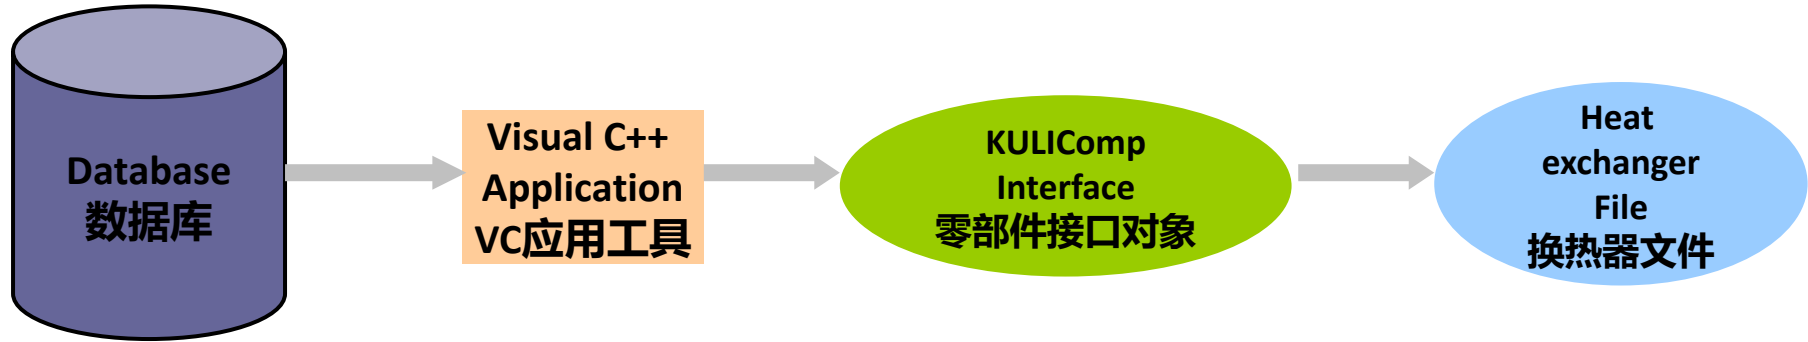 Database
数据库
Visual C++
Application
VC应用工具
KULIComp
Interface
零部件接口对象
Heat
exchanger
File
换热器文件